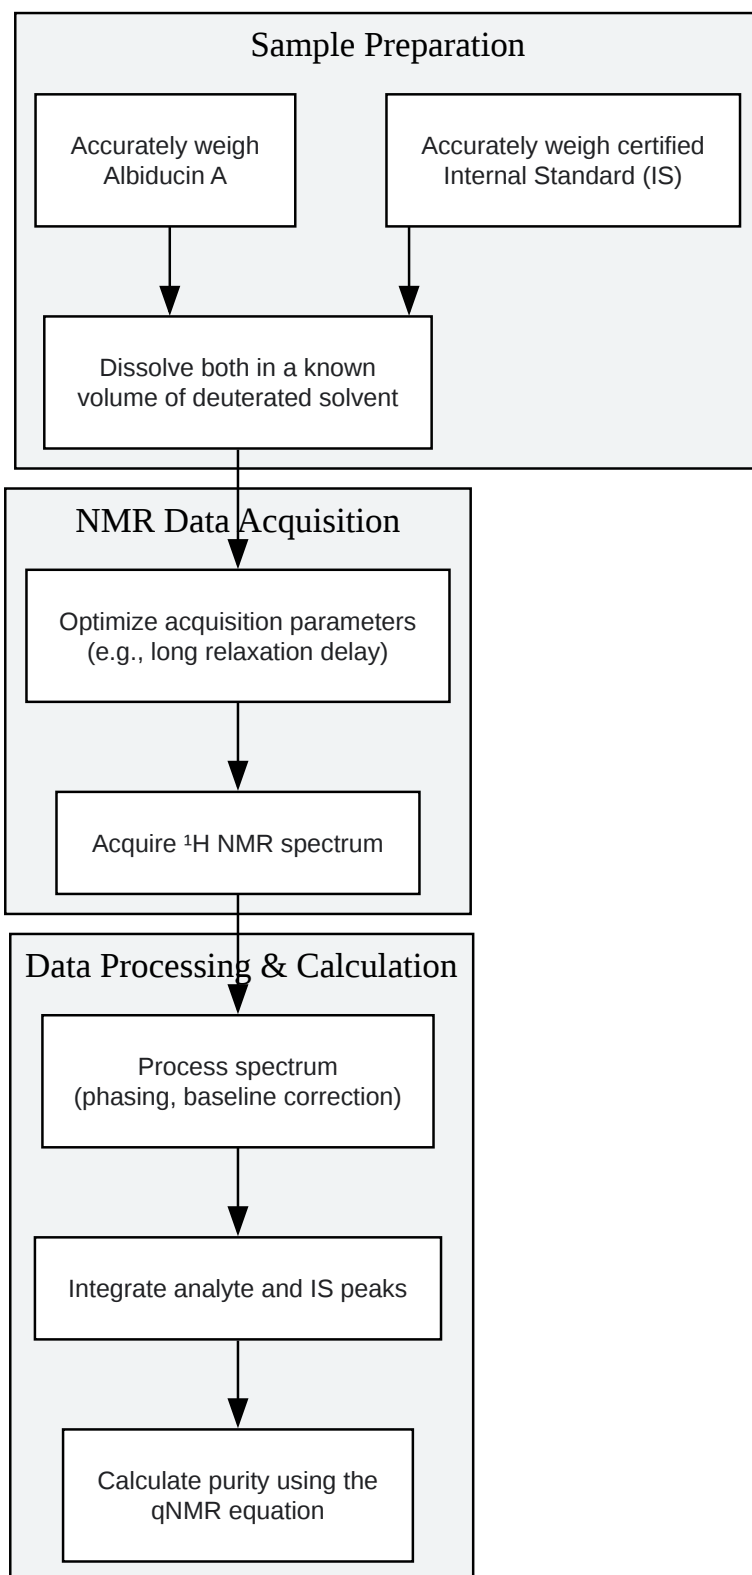 Sample Preparation
Accurately weigh
Albiducin A
Accurately weigh certified
Internal Standard (IS)
Dissolve both in a known
volume of deuterated solvent
NMR Data Acquisition
Optimize acquisition parameters
(e.g., long relaxation delay)
Acquire ¹H NMR spectrum
Data Processing & Calculation
Process spectrum
(phasing, baseline correction)
Integrate analyte and IS peaks
Calculate purity using the
qNMR equation